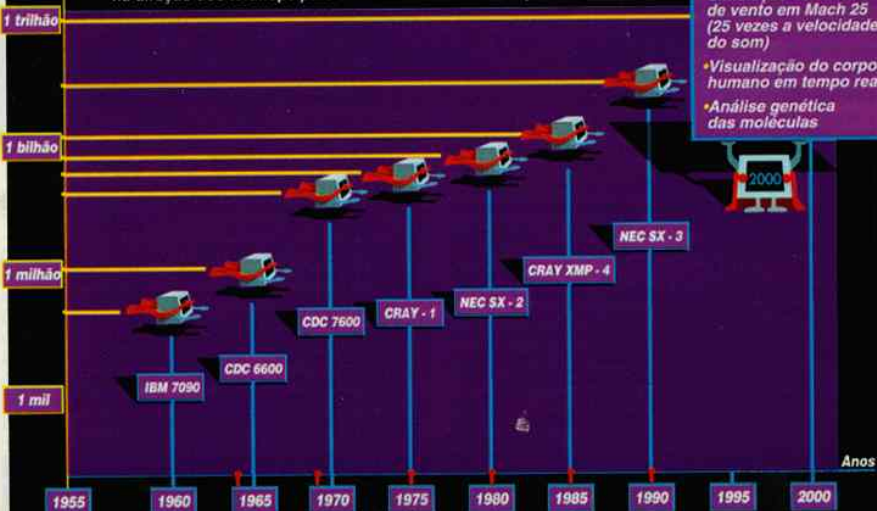 1 trilhão
de vento em Mach 25
(25 vezes a velocidade
do som)
•Visualização do corpo
humano em tempo
•Análise genética
das moléculas
1 bilhão
2000
NEC SX - 3
1 milhão
CRAY XMP - 4
NEC SX - 2
CRAY - 1
CDC 7600
CDC 6600
IBM 7090
1 mil
Anos
1955
1960
1965
1970
1975
1980
1985
1990
1995
2000